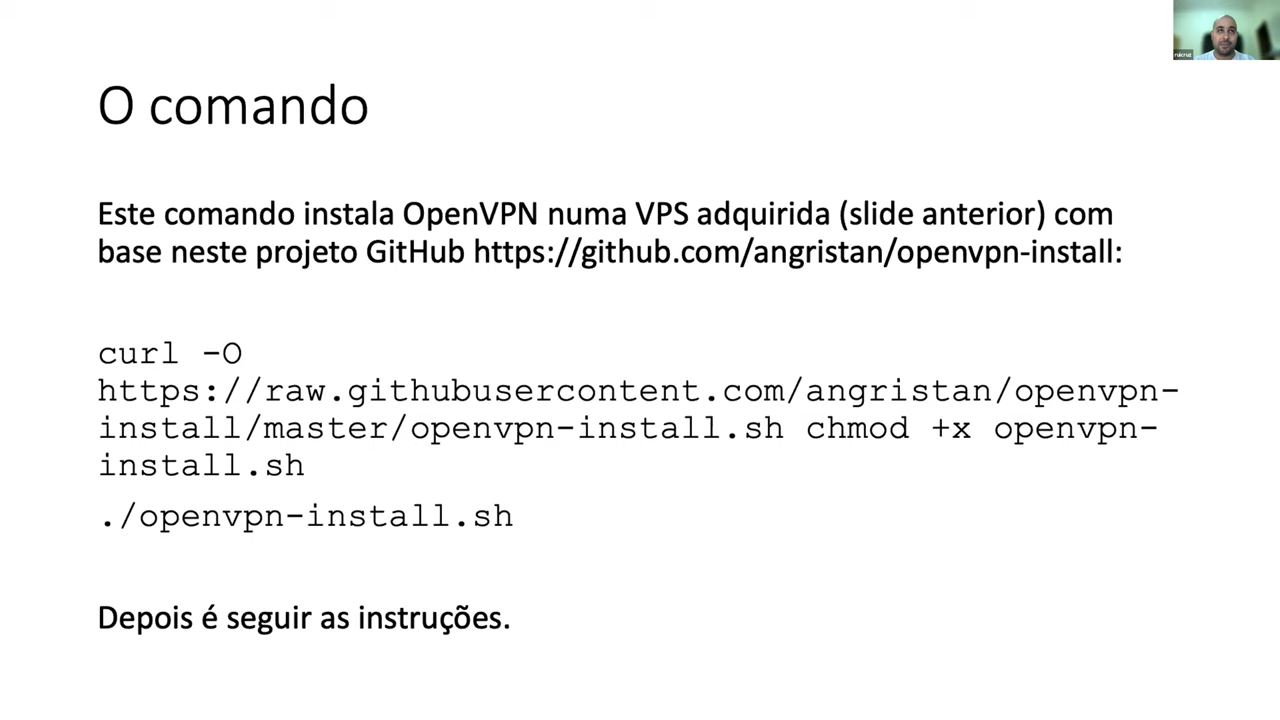 O comando
Este comando instala OpenVPN numa VPS adquirida (slide anterior) com
base neste projeto GitHub https://github.com/angristan/openvpn-install:
curl -O
https://raw.githubusercontent.com/angristan/openvpn-
install/master/openvpn-install.sh chmod +x openvpn-
install.sh
./openvpn-install.sh
Depois é seguir as instruções.